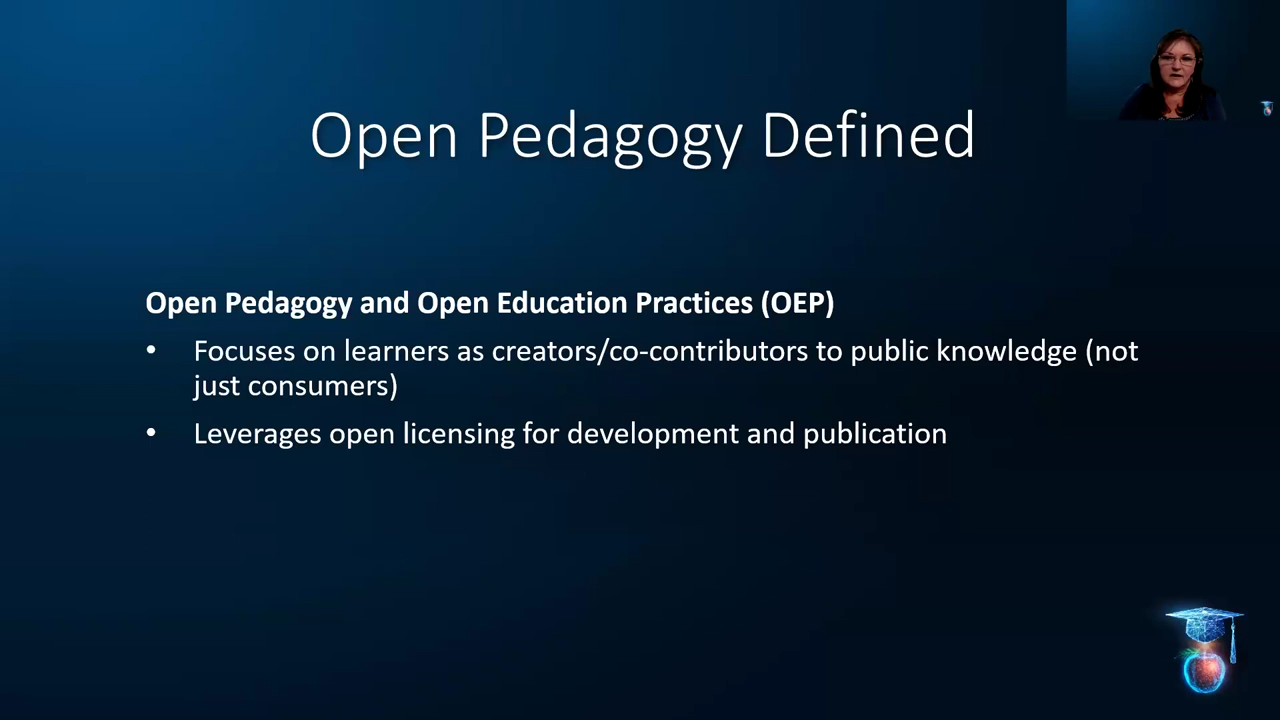 Open Pedagogy Defined
Open Pedagogy and Open Education Practices (OEP)
• Focuses on learners as creators/co-contributors to public knowledge (not
just consumers)
• Leverages open licensing for development and publication